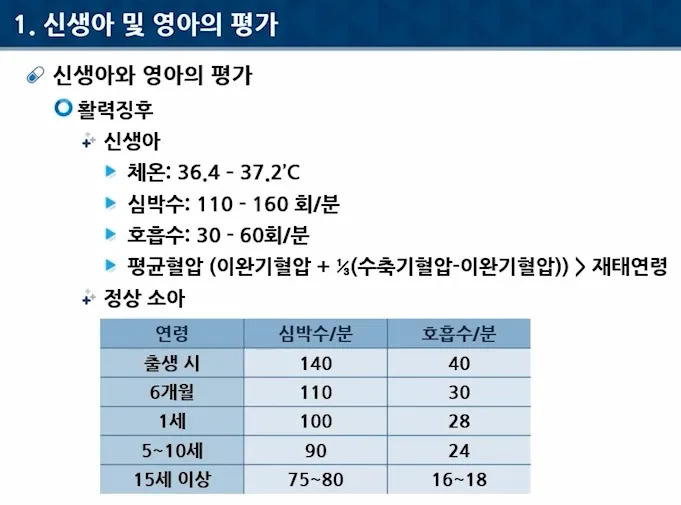 1. 신생아 및 영아의 평가
신생아와 영아의 평가
활력징후
신생아
체온: 36.4 - 37.2’C
심박수: 110 - 160 회/분
호흡수: 30 - 60회/분
평균혈압 (이완기혈압 + ⅓(수축기혈압-이완기혈압)) > 재태연령
정상 소아
연령 심박수/분 호흡수/분
출생 시 140 40
6개월 110 30
1세 100 28
5~10세 90 24
15세 이상 75~80 16~18